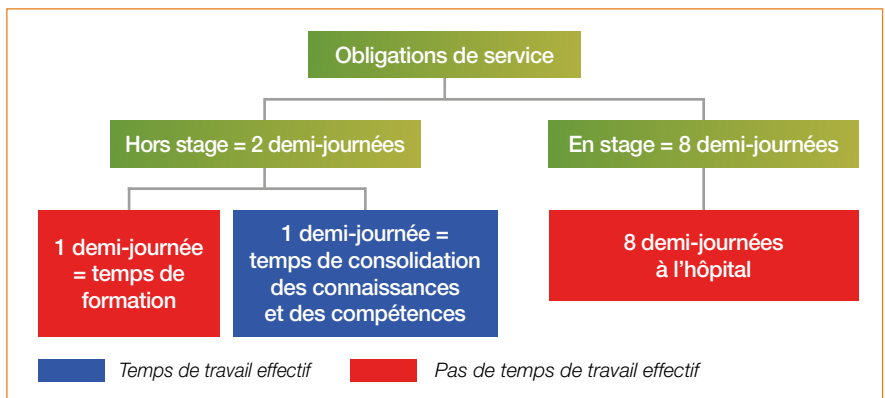 Obligations de service
Hors stage = 2 demi-journées
En stage = 8 demi-journées
1 demi-journée
= temps de
formation
1 demi-journée =
temps de consolidation
des connaissances
et des compétences
8 demi-journées
à l'hôpital
Temps de travail effectif
Pas de temps de travail effectif